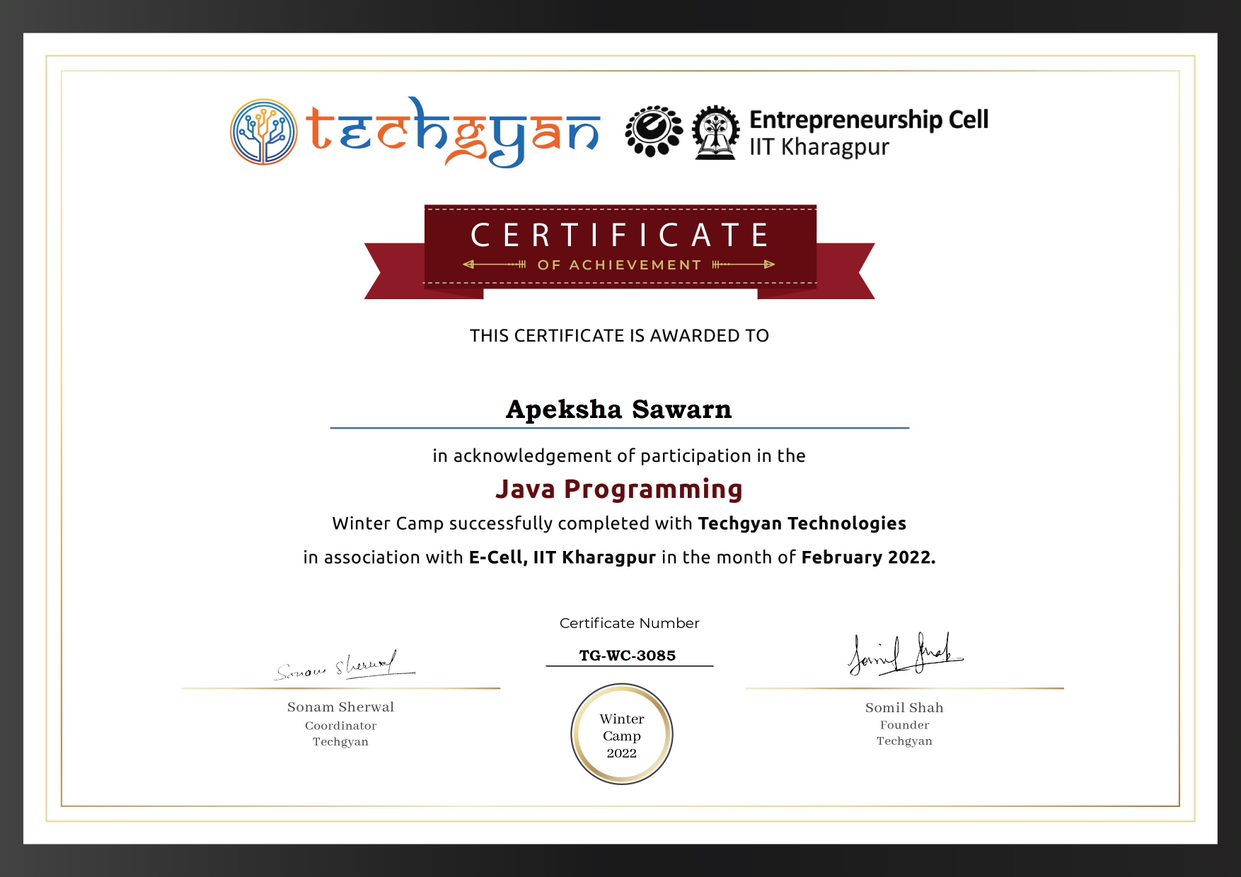 techgyan
Entrepreneurship Cell
IIT Kharagpur
CERTIFICATE
OF ACHIEVEMENT
THIS CERTIFICATE IS AWARDED TO
Apeksha Sawarn
in acknowledgement of participation in the
Java Programming
Winter Camp successfully completed with Techgyan Technologies
in association with E-Cell, IIT Kharagpur in the month of February 2022.
Certificate Number
TG-WC-3085
Sonam Sherwal
Sonam Sherwal
Coordinator
Techgyan
Winter
Camp
2022
Somil Shah
Somil Shah
Founder
Techgyan